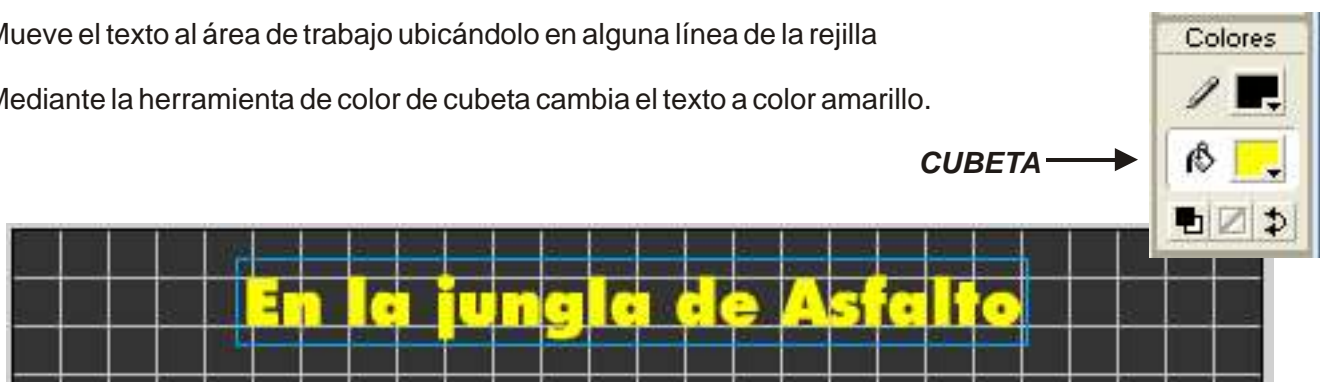 Mueve el texto al área de trabajo ubicándolo en alguna línea de la rejilla
Colores
Mediante la herramienta de color de cubeta cambia el texto a color amarillo.
CUBETA
En la jungla de Asfalto